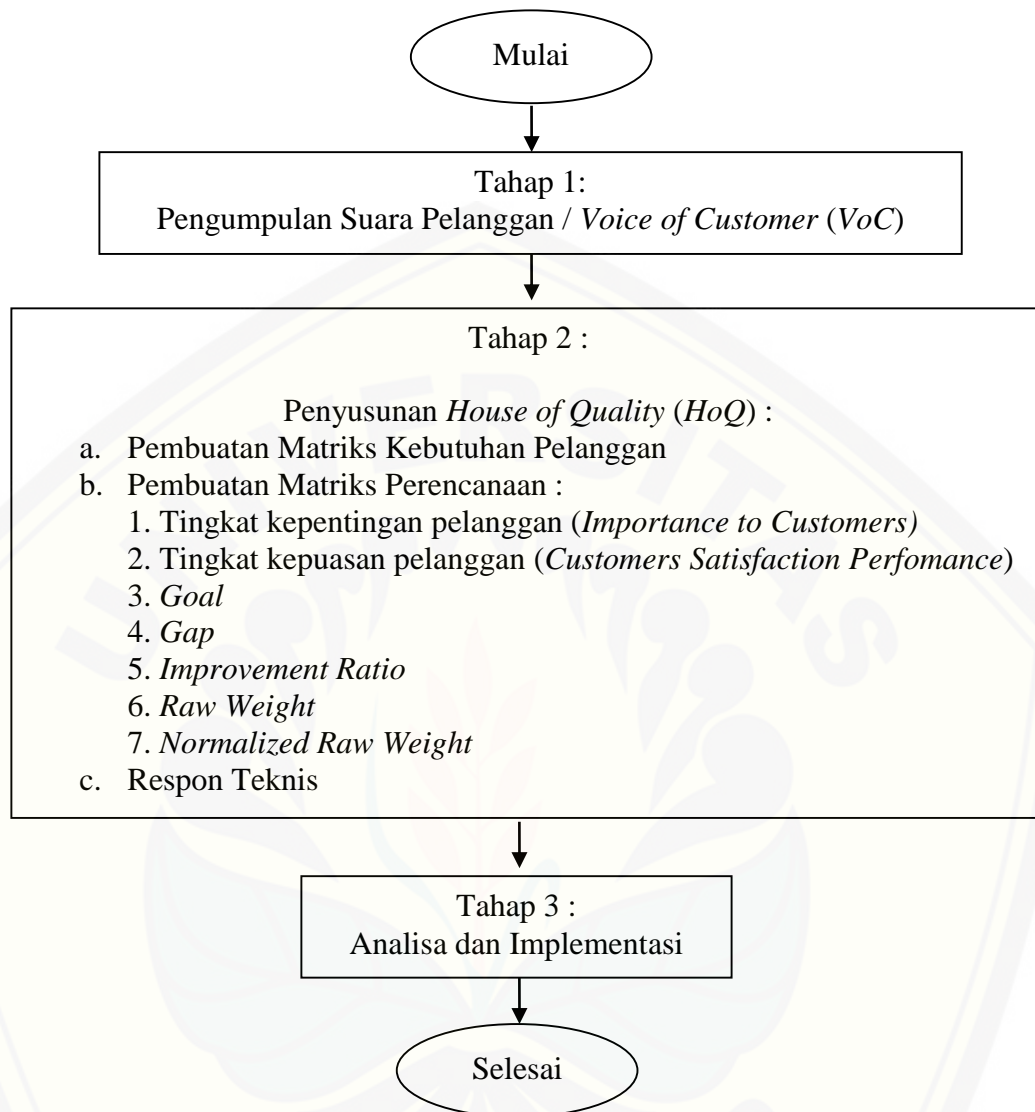 Mulai
Tahap 1:
Pengumpulan Suara Pelanggan / Voice of Customer (VoC)
Tahap 2 :
Penyusunan House of Quality (HoQ) :
a. Pembuatan Matriks Kebutuhan Pelanggan
b. Pembuatan Matriks Perencanaan :
1. Tingkat kepentingan pelanggan (Importance to Customers)
2. Tingkat kepuasan pelanggan (Customers Satisfaction Perfomance)
3. Goal
4. Gap
5. Improvement Ratio
6. Raw Weight
7. Normalized Raw Weight
c. Respon Teknis
Tahap 3 :
Analisa dan Implementasi
Selesai
UNIVERSITAS